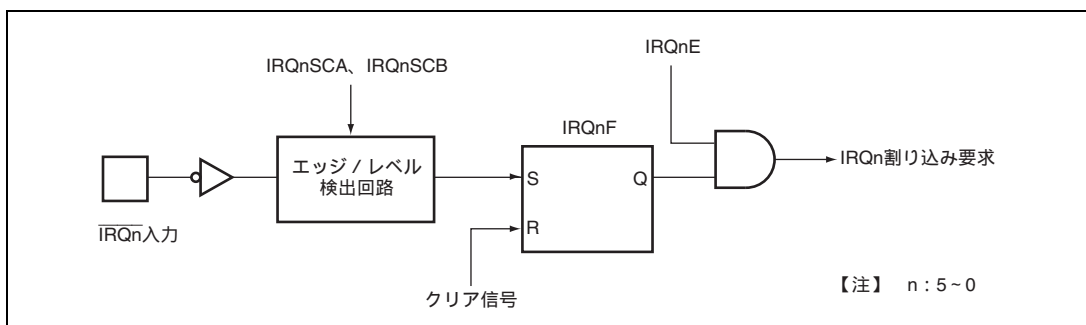 IRQnE
IRQnSCA、IRQnSCB
IRQnF
エッジ / レベル
検出回路
S
Q
IRQn割り込み要求
IRQn入力
R
クリア信号
【注】 n : 5 ~ 0